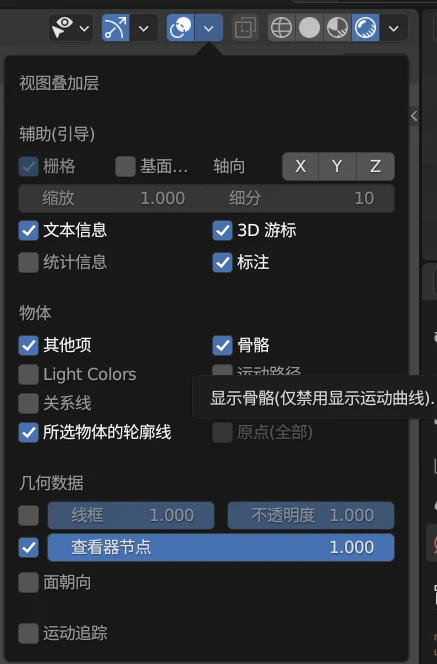 视图叠加层
辅助(引导)
栅格 基面... 轴向 X Y Z
缩放 1.000 细分 10
文本信息 3D 游标
统计信息 标注
物体
其他项 骨骼
Light Colors 运动路径
关系线
显示骨骼(仅禁用显示运动曲线).
所选物体的轮廓线 原点(全部)
几何数据
线框 1.000 不透明度 1.000
查看器节点 1.000
面朝向
运动追踪